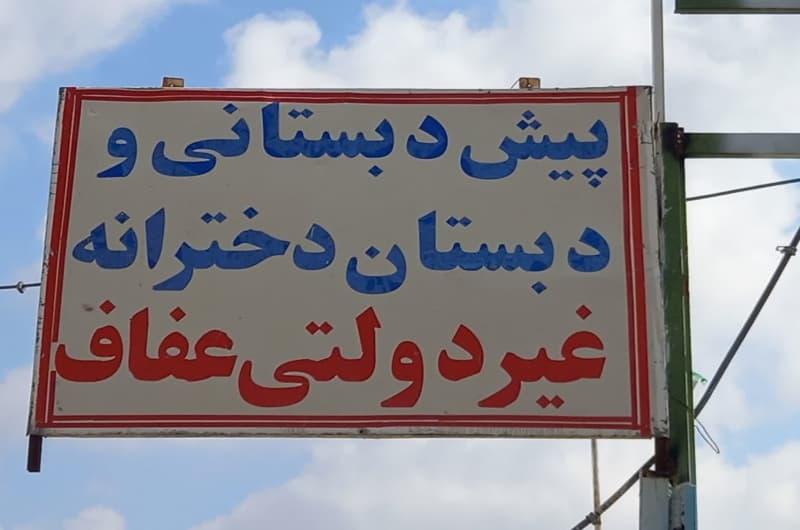 پیش دبستانی و
دبستان دخترانه
غیردولتی عفاف